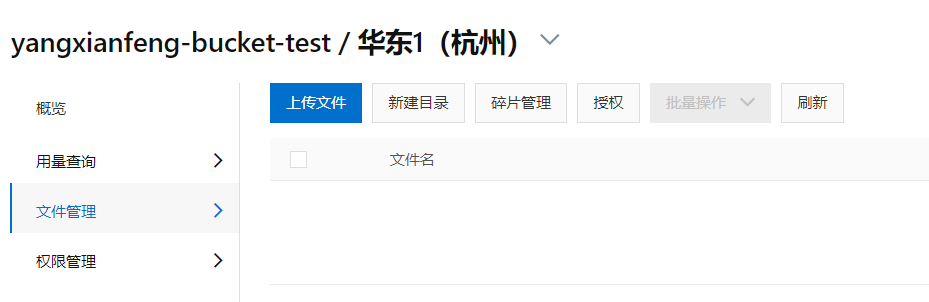 yangxianfeng-bucket-test / 华东1（杭州）
概览
用量查询
文件管理
权限管理
上传文件 新建目录 碎片管理 授权 批量操作 刷新
文件名